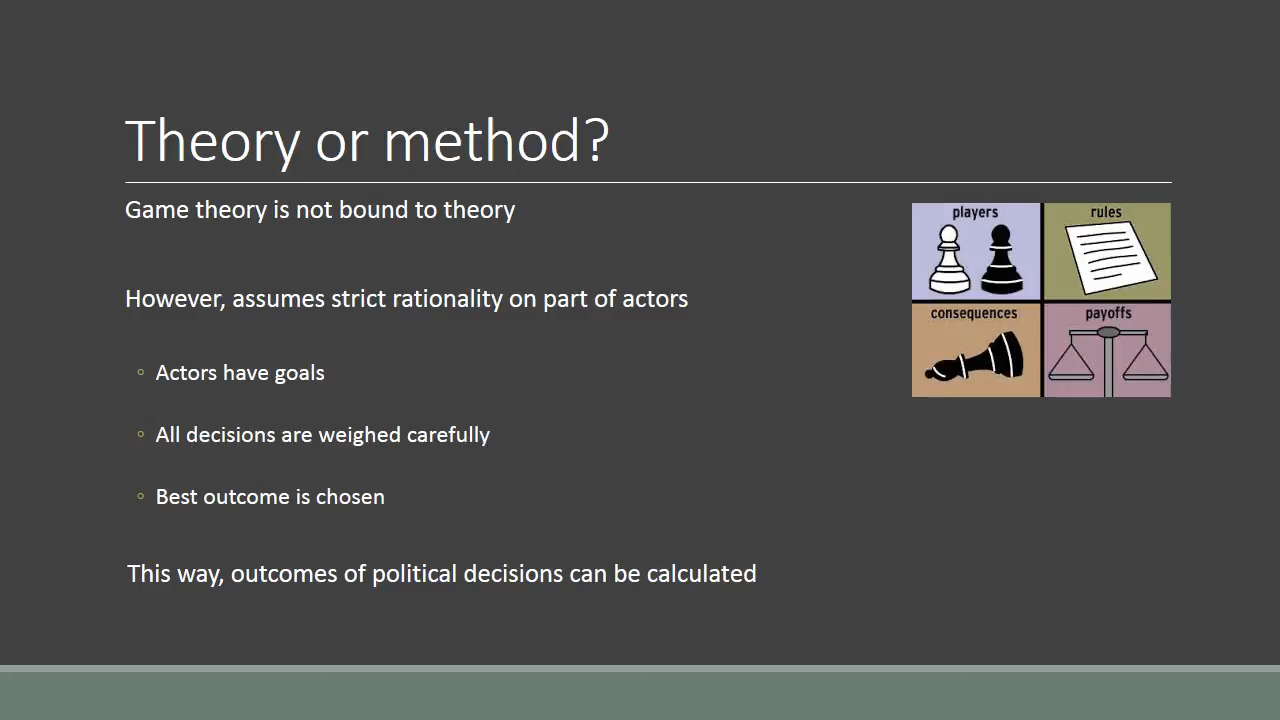 Theory or method?
Game theory is not bound to theory
However, assumes strict rationality on part of actors
Actors have goals
All decisions are weighed carefully
Best outcome is chosen
This way, outcomes of political decisions can be calculated
players
rules
consequences
payoffs